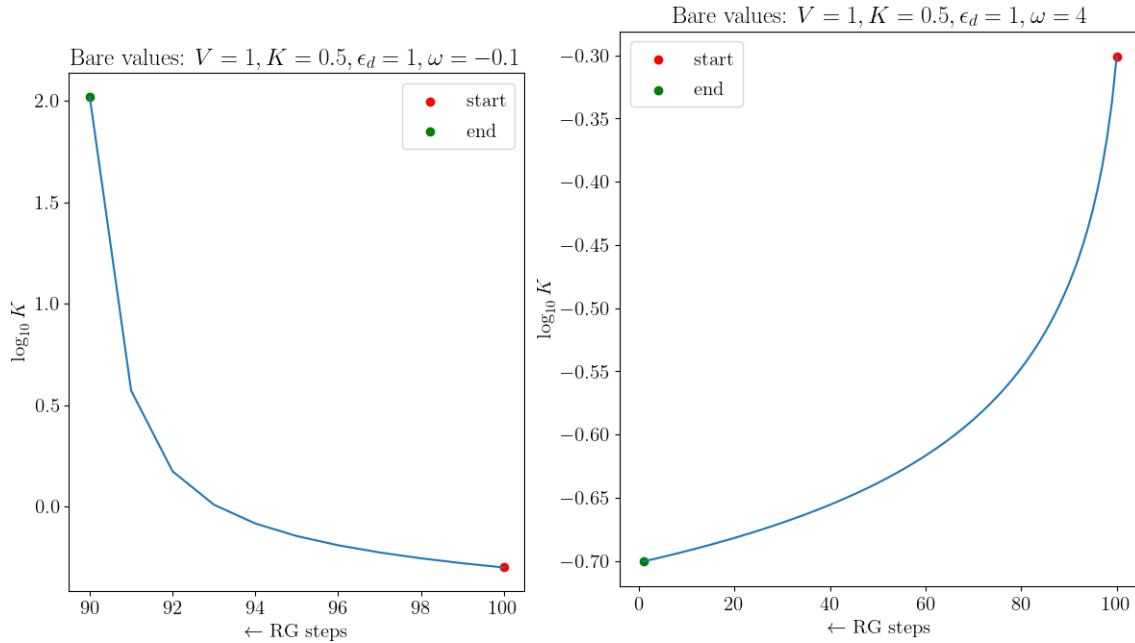 Bare values: V = 1, K = 0.5, ϵ_d = 1, ω = −0.1
start
end
2.0
1.5
1.0
0.5
0.0
log₁₀ K
90
92
94
96
98
100
← RG steps
Bare values: V = 1, K = 0.5, ϵ_d = 1, ω = 4
start
end
−0.30
−0.35
−0.40
−0.45
−0.50
−0.55
−0.60
−0.65
−0.70
log₁₀ K
0
20
40
60
80
100
← RG steps